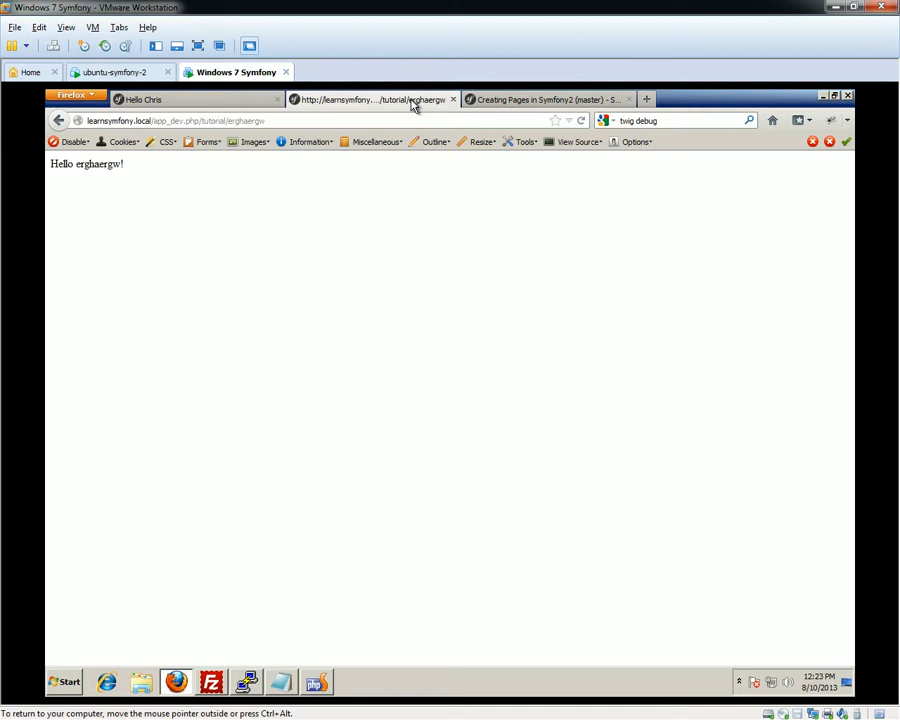 Windows 7 Symfony - VMware Workstation
File Edit View VM Tabs Help
Home ubuntu-symfony-2 Windows 7 Symfony
Firefox Hello Chris http://learnsymfony..../tutorial/erghaergw Creating Pages in Symfony2 (master) - S...
learnsymfony.local/app_dev.php/tutorial/erghaergw twig debug
Disable Cookies CSS Forms Images Information Miscellaneous Outline Resize Tools View Source Options
Hello erghaergw!
Start Fz php 12:23 PM
8/10/2013
To return to your computer, move the mouse pointer outside or press Ctrl+Alt.